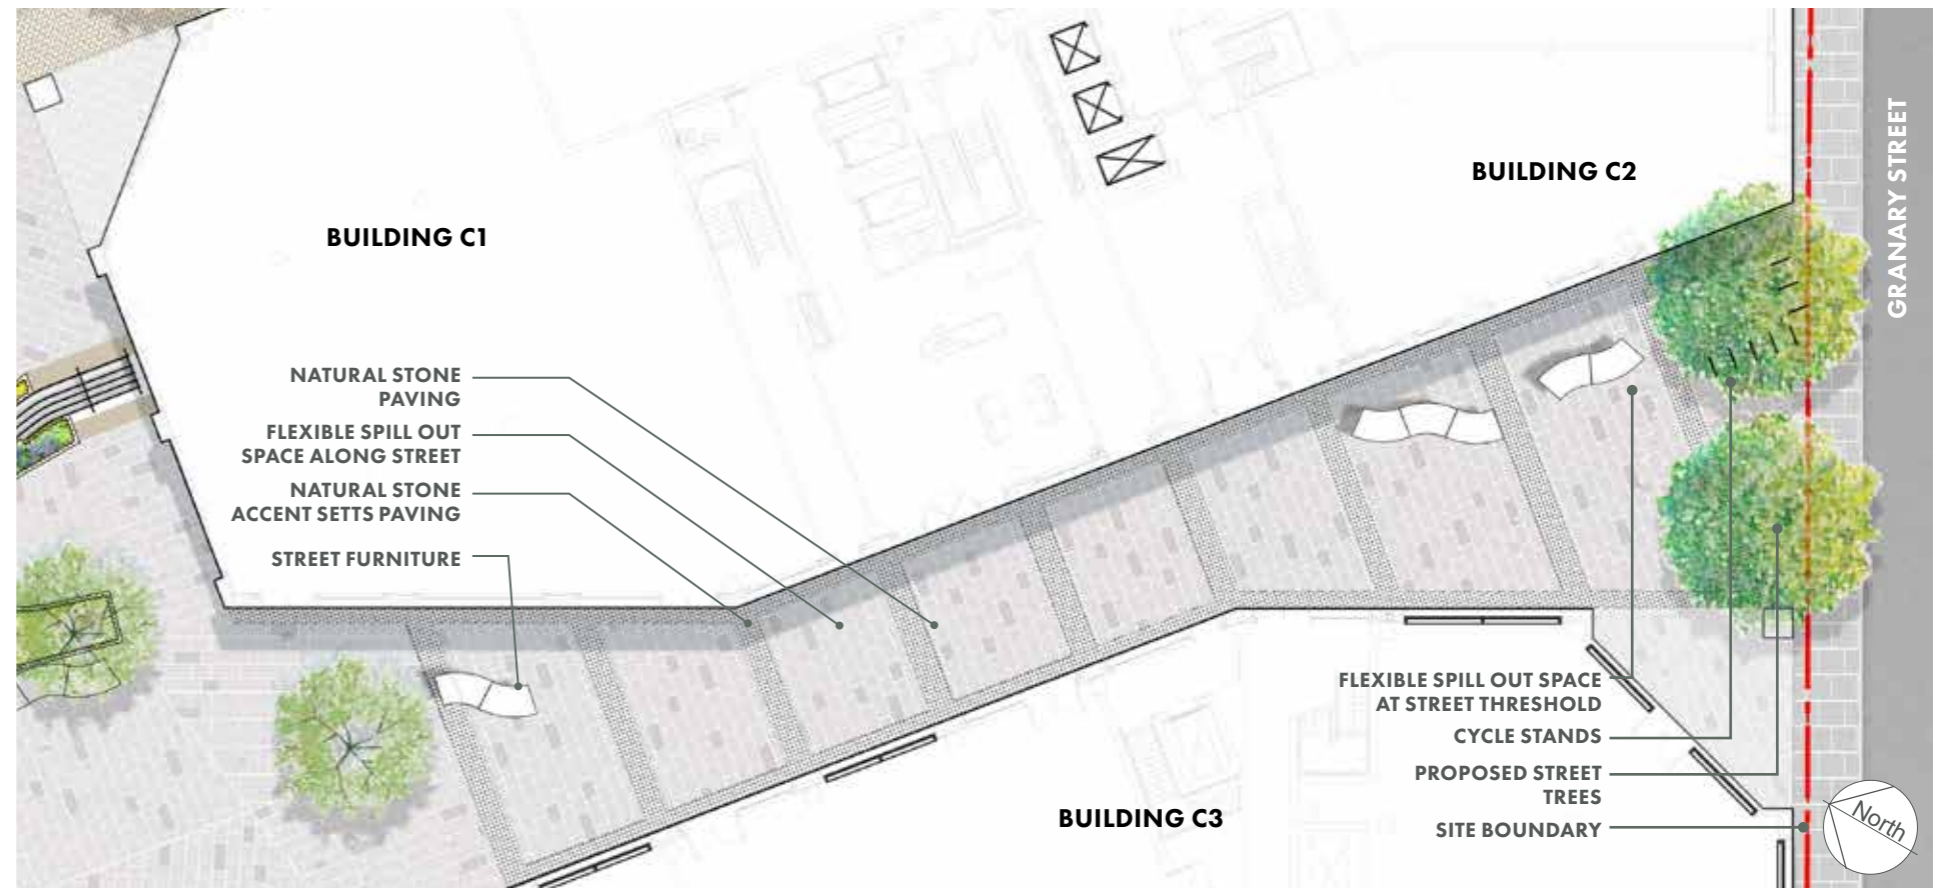 BUILDING C1
BUILDING C2
GRANARY STREET
NATURAL STONE
PAVING
FLEXIBLE SPILL OUT
SPACE ALONG STREET
NATURAL STONE
ACCENT SETTS PAVING
STREET FURNITURE
BUILDING C3
FLEXIBLE SPILL OUT SPACE
AT STREET THRESHOLD
CYCLE STANDS
PROPOSED STREET
TREES
SITE BOUNDARY
North